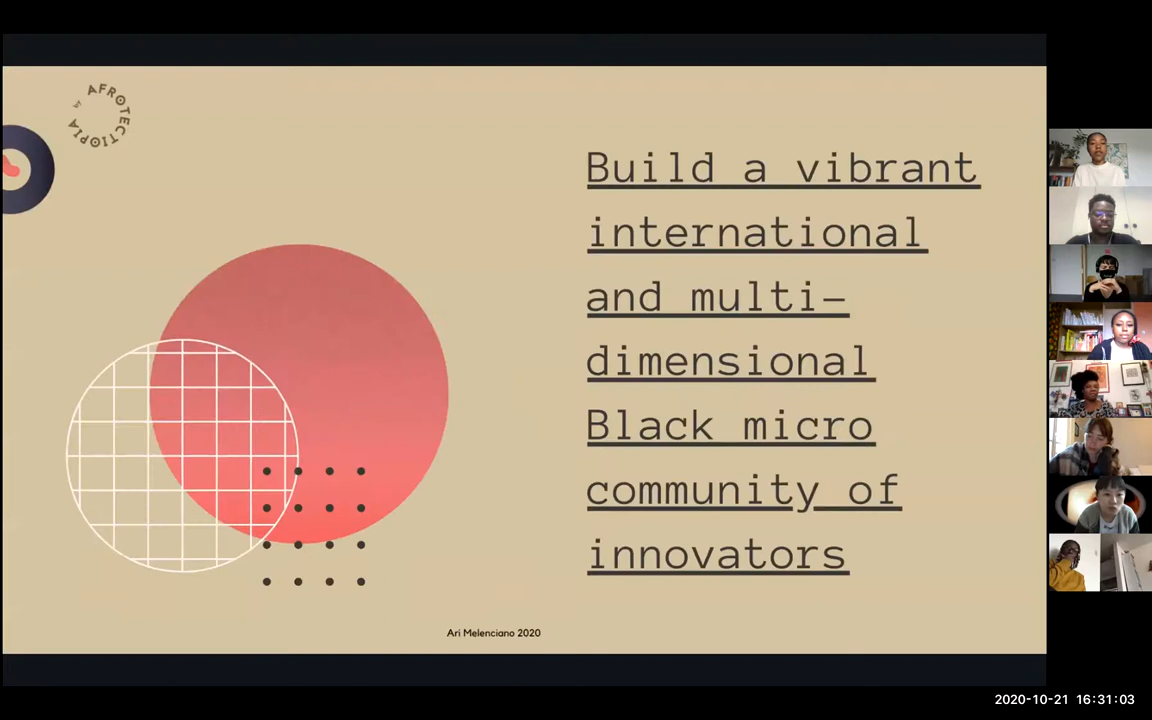 AFROTECTIOPIA
Build a vibrant
international
and multi-
dimensional
Black micro
community of
innovators
Ari Melenciano 2020
2020-10-21 16:31:03